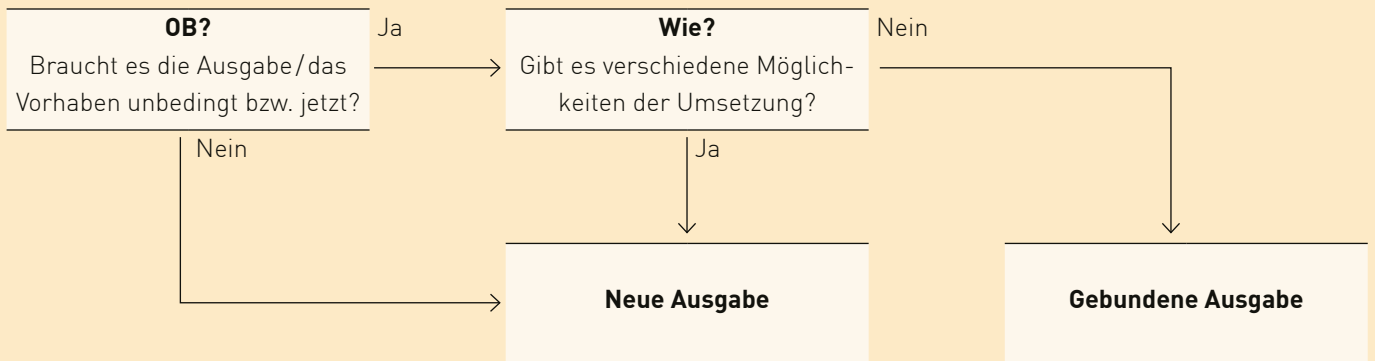 OB?
Braucht es die Ausgabe/das
Vorhaben unbedingt bzw. jetzt?
Ja
Wie?
Gibt es verschiedene Möglich-
keiten der Umsetzung?
Nein
Nein
Ja
Neue Ausgabe
Gebundene Ausgabe